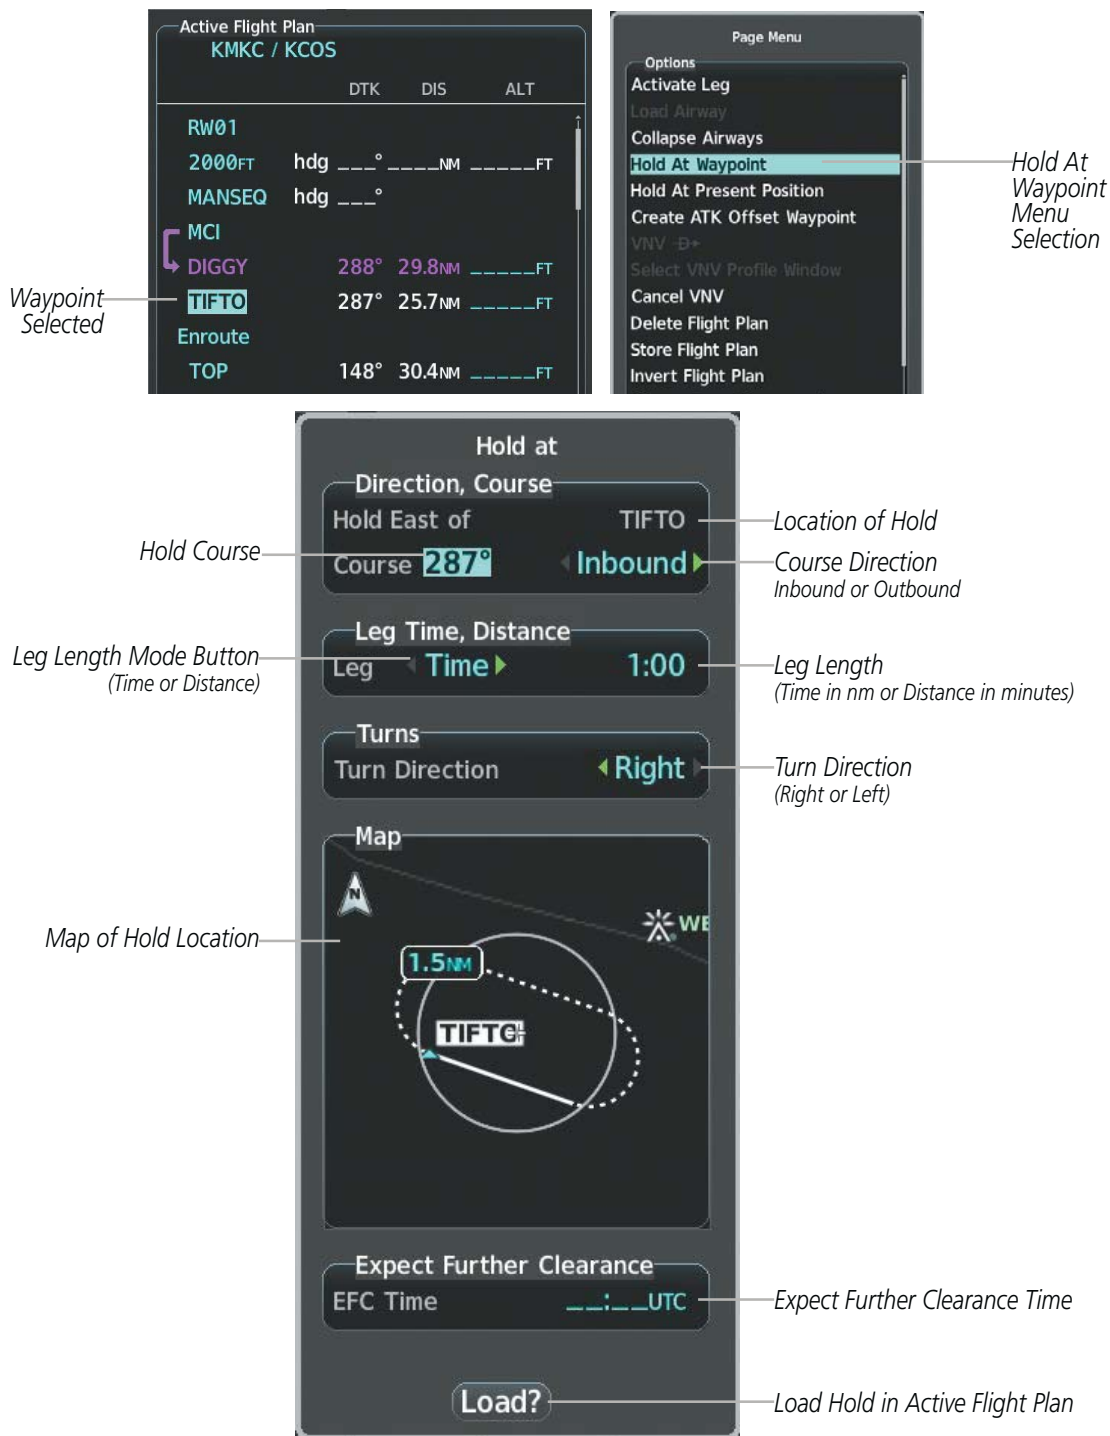 Active Flight Plan
KMKC / KCOS
DTK DIS ALT
RW01
2000FT hdg ___° ____NM _____FT
MANSEQ hdg ___°
MCI
DIGGY 288° 29.8NM _____FT
TIFTO 287° 25.7NM _____FT
Enroute
TOP 148° 30.4NM _____FT
Waypoint
Selected
Page Menu
Options
Activate Leg
Load Airway
Collapse Airways
Hold At Waypoint
Hold At Present Position
Create ATK Offset Waypoint
VNV
Select VNV Profile Window
Cancel VNV
Delete Flight Plan
Store Flight Plan
Invert Flight Plan
Hold At
Waypoint
Menu
Selection
Hold at
Direction, Course
Hold East of TIFTO
Location of Hold
Hold Course
Course 287° Inbound
Course Direction
Inbound or Outbound
Leg Time, Distance
Leg Length Mode Button
(Time or Distance)
Leg Time 1:00
Leg Length
(Time in nm or Distance in minutes)
Turns
Turn Direction Right
Turn Direction
(Right or Left)
Map
N
WE
1.5NM
TIFTO
Map of Hold Location
Expect Further Clearance
EFC Time __:__UTC
Expect Further Clearance Time
Load?
Load Hold in Active Flight Plan